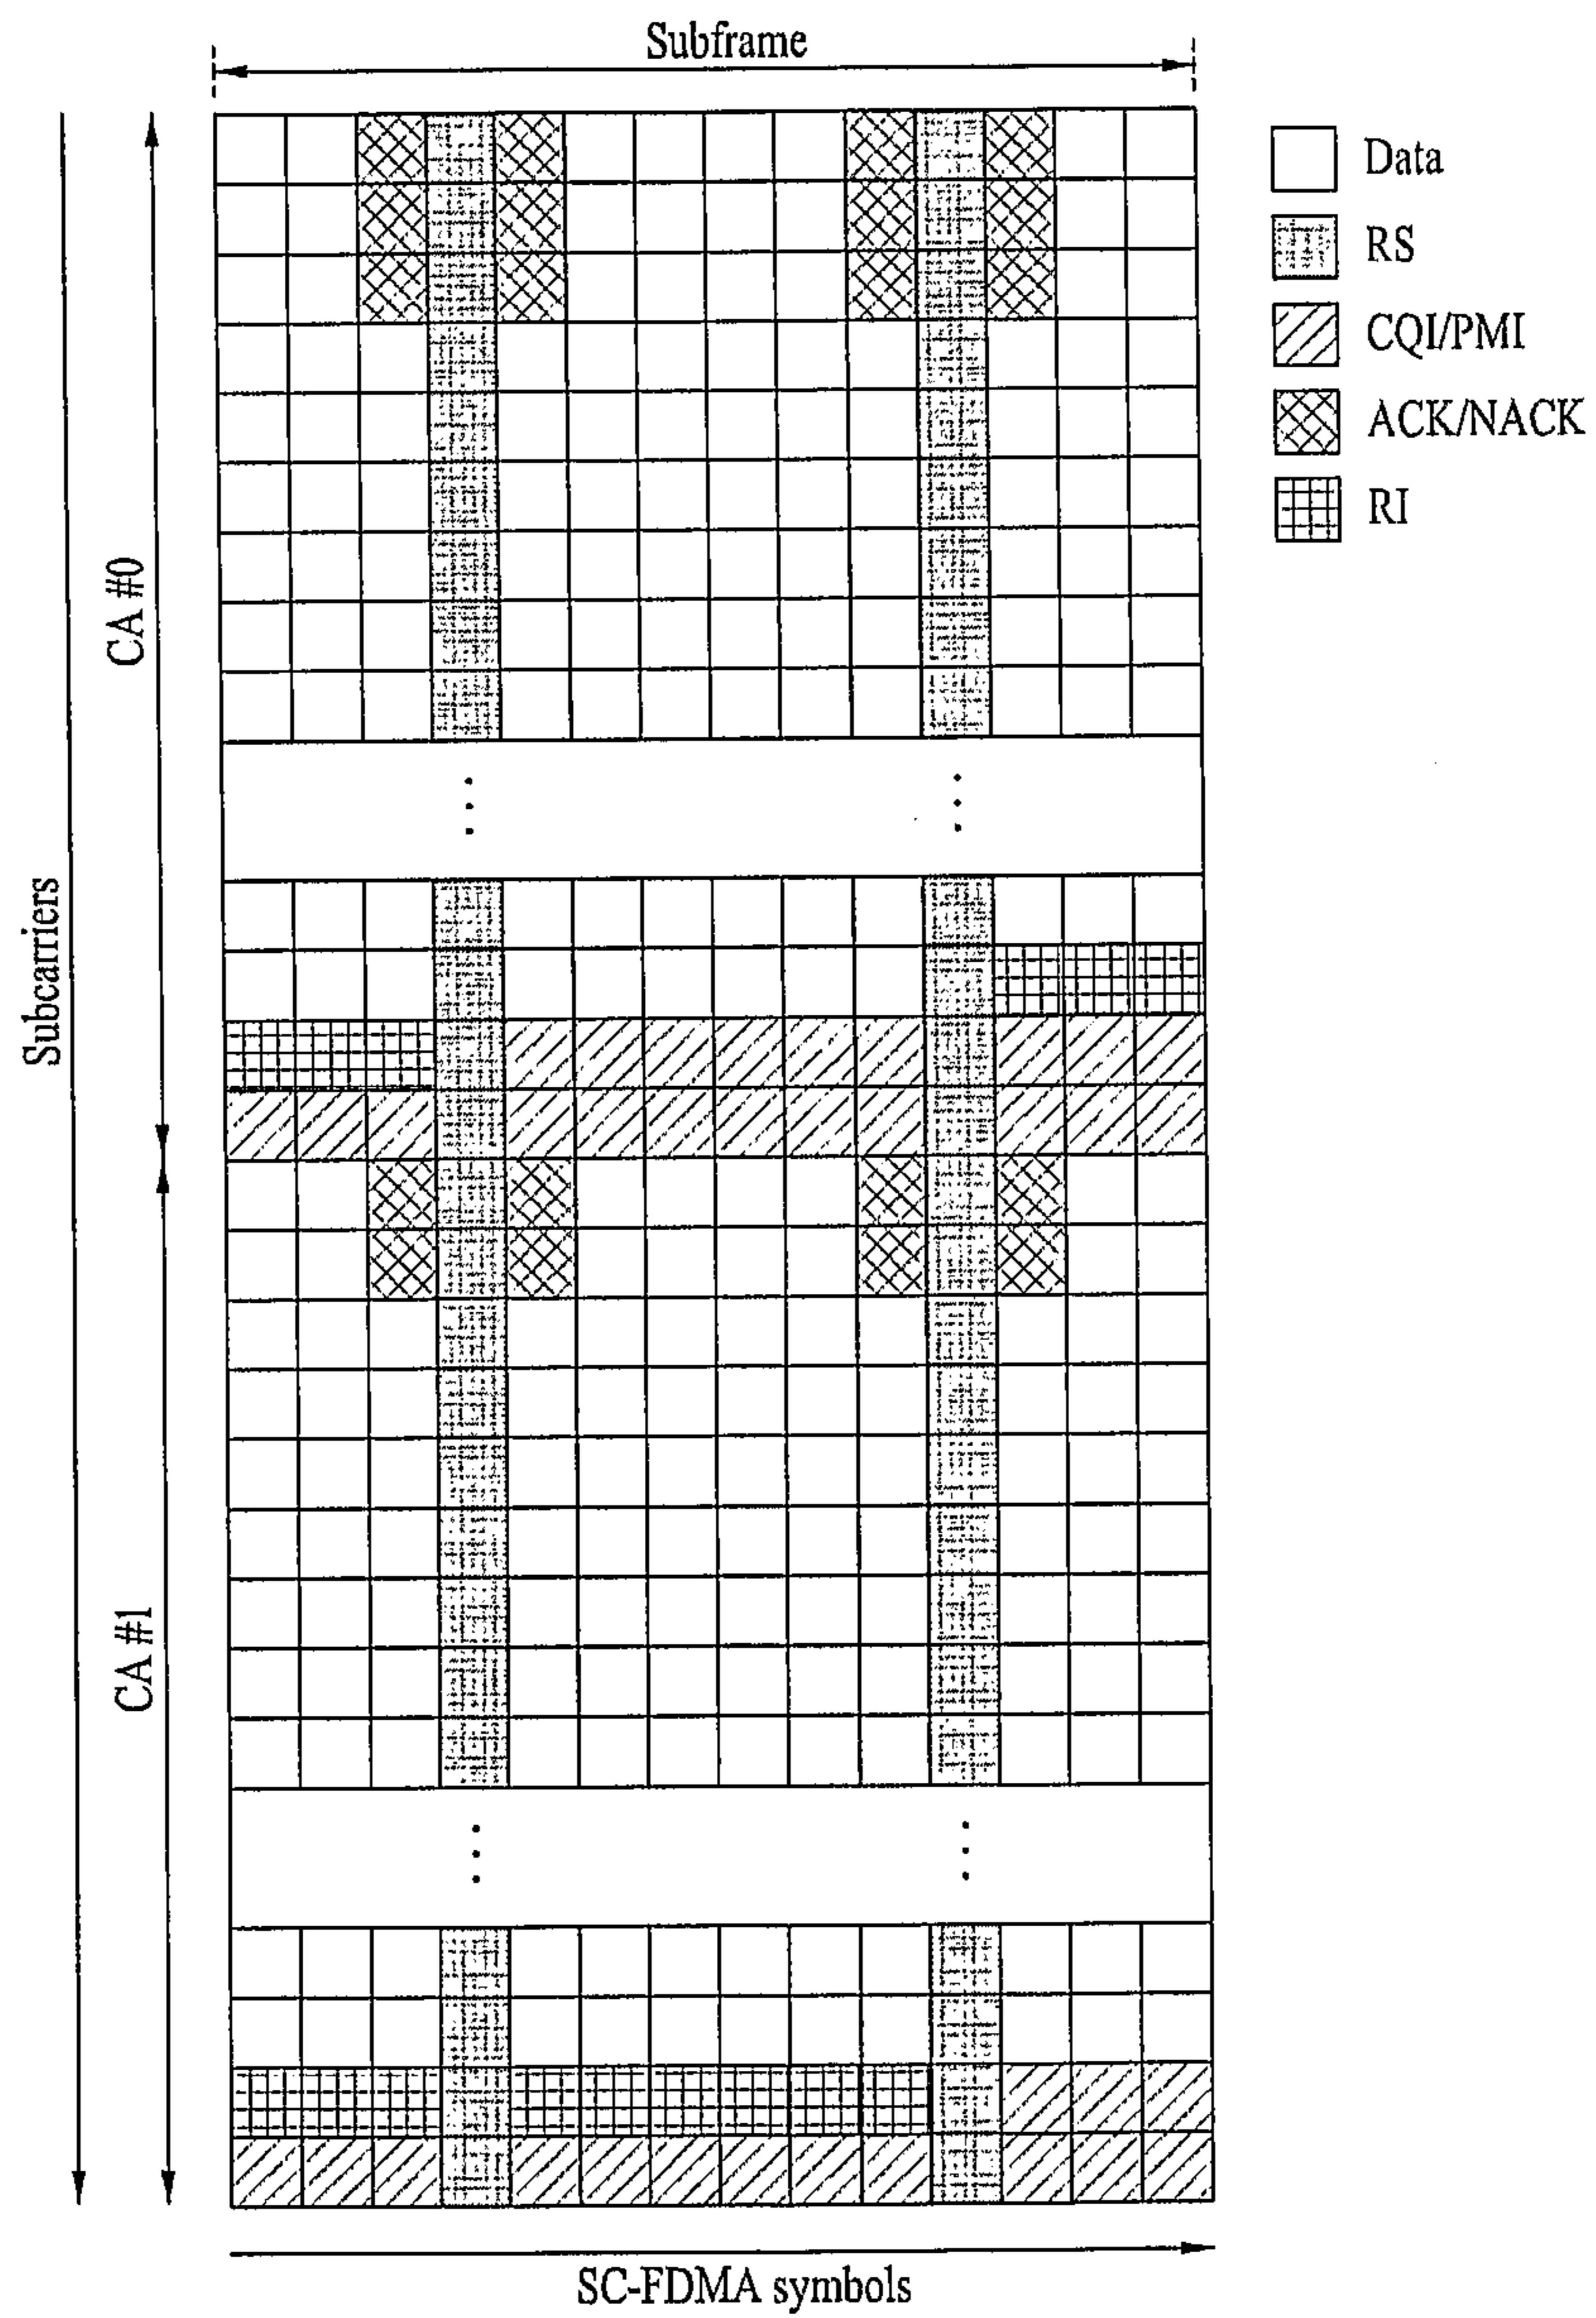 Subframe
Data
RS
CQI/PMI
ACK/NACK
RI
CA #0
Subcarriers
CA #1
SC-FDMA symbols